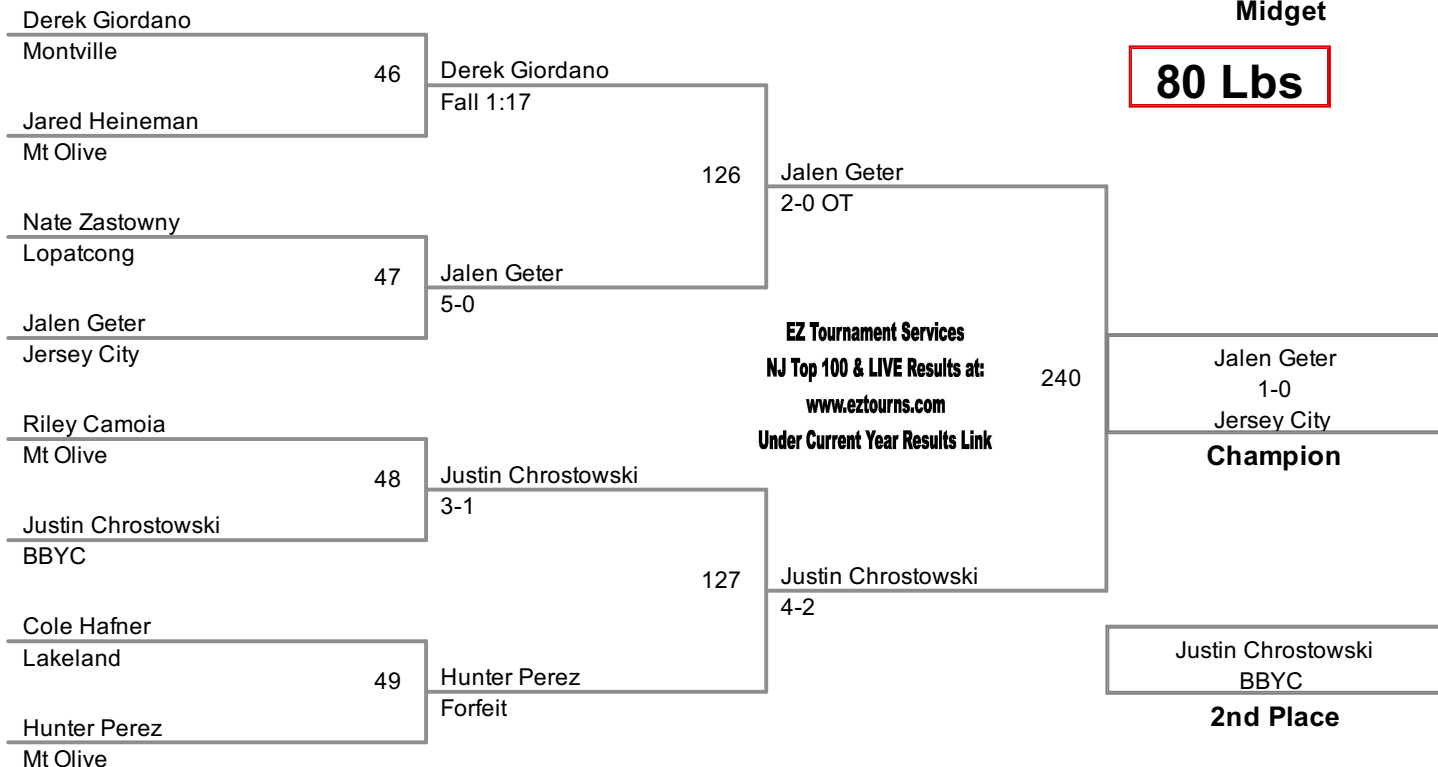 Midget
80 Lbs
Derek Giordano
Montville
46
Jared Heineman
Mt Olive
Derek Giordano
Fall 1:17
Nate Zastowny
Lopatcong
47
Jalen Geter
Jersey City
Jalen Geter
5-0
126
Jalen Geter
2-0 OT
Riley Camoia
Mt Olive
48
Justin Chrostowski
BBYC
Justin Chrostowski
3-1
Cole Hafner
Lakeland
49
Hunter Perez
Mt Olive
Hunter Perez
Forfeit
127
Justin Chrostowski
4-2
EZ Tournament Services
NJ Top 100 & LIVE Results at:
www.eztourns.com
Under Current Year Results Link
240
Jalen Geter
1-0
Jersey City
Champion
Justin Chrostowski
BBYC
2nd Place